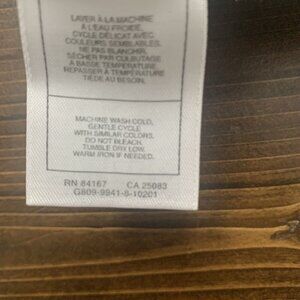 LAVER À LA MACHINE
À L'EAU FROIDE,
CYCLE DÉLICAT AVEC
COULEURS SEMBLABLES.
NE PAS BLANCHIR.
SÉCHER PAR CULBUTAGE
À BASSE TEMPÉRATURE.
REPASSER À TEMPÉRATURE
TIÈDE AU BESOIN.
MACHINE WASH COLD,
GENTLE CYCLE
WITH SIMILAR COLORS.
DO NOT BLEACH.
TUMBLE DRY LOW.
WARM IRON IF NEEDED.
RN 84167 CA 25083
G809-9941-8-10201